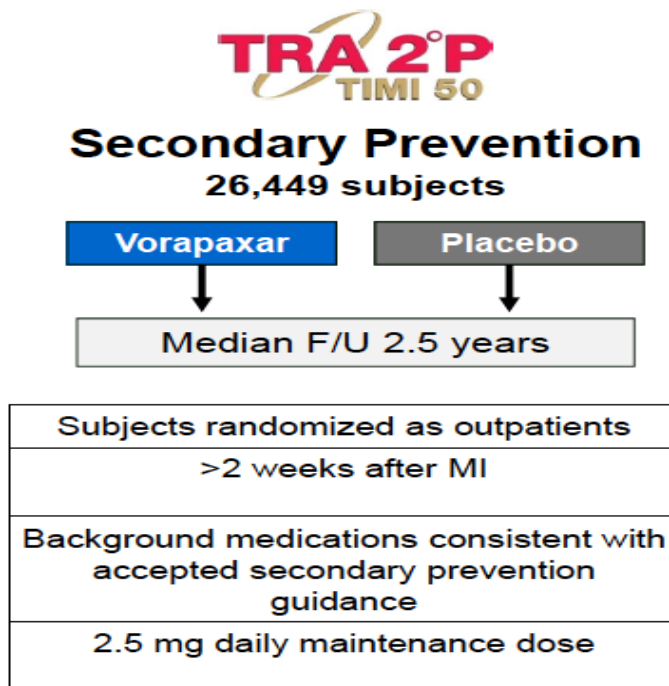 TRA 2°P
TIMI 50
Secondary Prevention
26,449 subjects
Vorapaxar
Placebo
Median F/U 2.5 years
Subjects randomized as outpatients
>2 weeks after MI
Background medications consistent with
accepted secondary prevention
guidance
2.5 mg daily maintenance dose